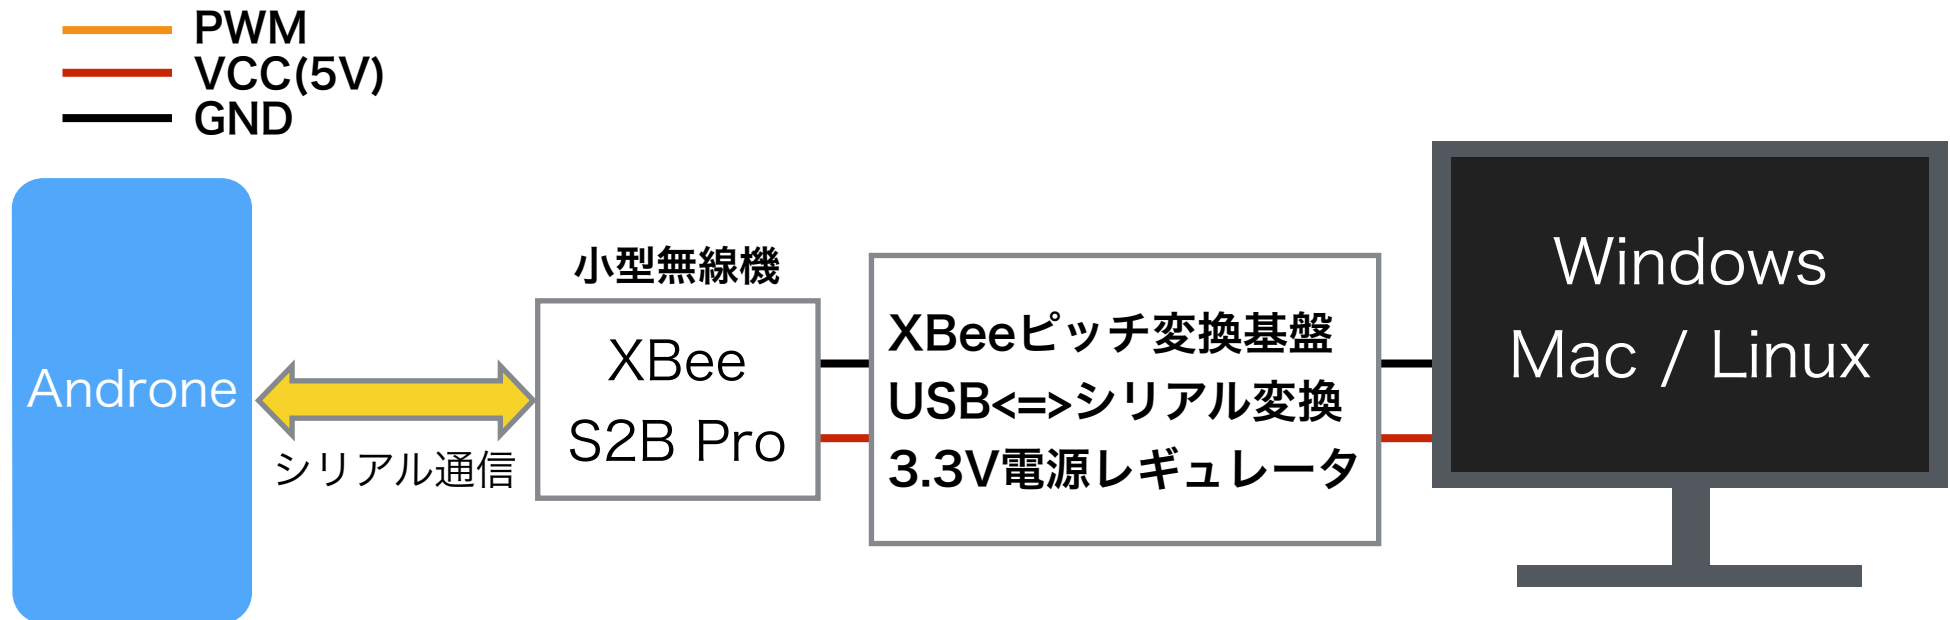 PWM
VCC(5V)
GND
Androne
シリアル通信
小型無線機
XBee
S2B Pro
XBeeピッチ変換基盤
USB<=>シリアル変換
3.3V電源レギュレータ
Windows
Mac / Linux